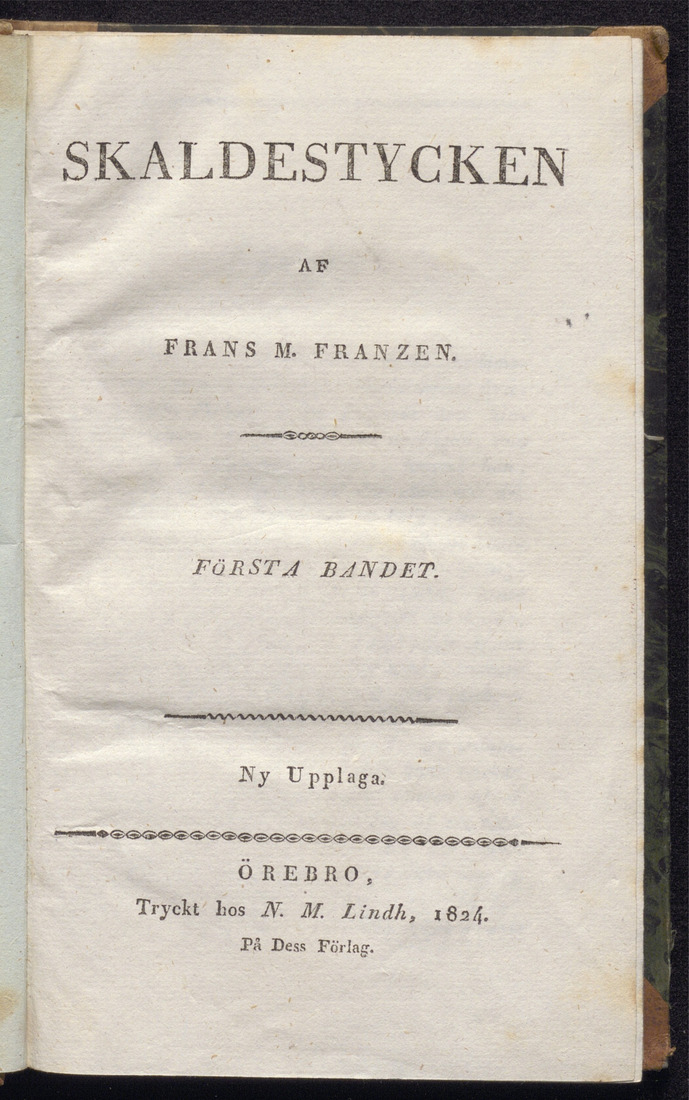 SKALDESTYCKEN
AF
FRANS M. FRANZEN.
FÖRSTA BANDET.
Ny Upplaga.
ÖREBRO,
Tryckt hos N. M. Lindh, 1824.
På Dess Förlag.